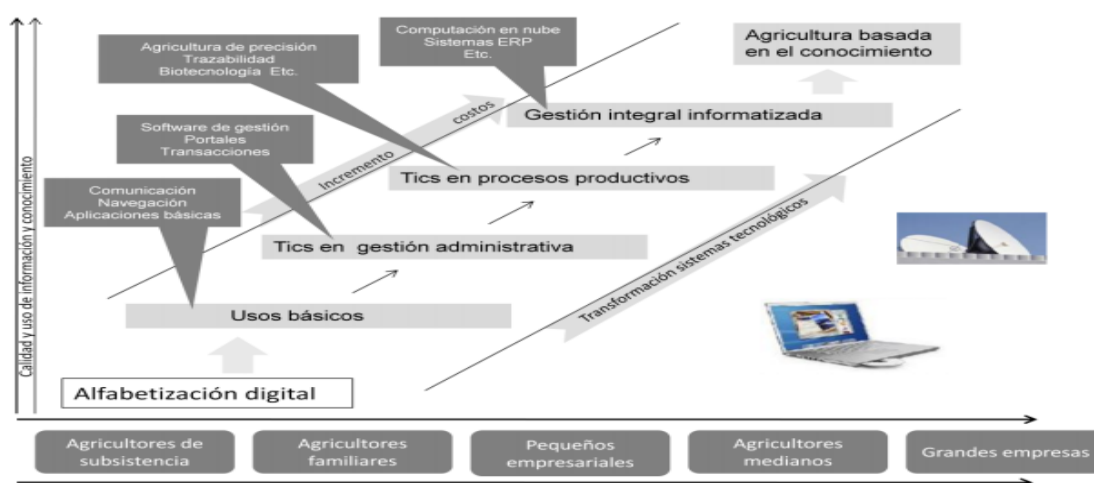 Agricultura de precisión
Trazabilidad
Biotecnología Etc.
Computación en nube
Sistemas ERP
Etc.
Agricultura basada
en el conocimiento
Gestión integral informatizada
Software de gestión
Portales
Transacciones
Incremento costos
Tics en procesos productivos
Comunicación
Navegación
Aplicaciones básicas
Tics en gestión administrativa
Transformación sistemas tecnológicos
Usos básicos
Calidad y uso de información y conocimiento
Alfabetización digital
Agricultores de
subsistencia
Agricultores
familiares
Pequeños
empresariales
Agricultores
medianos
Grandes empresas